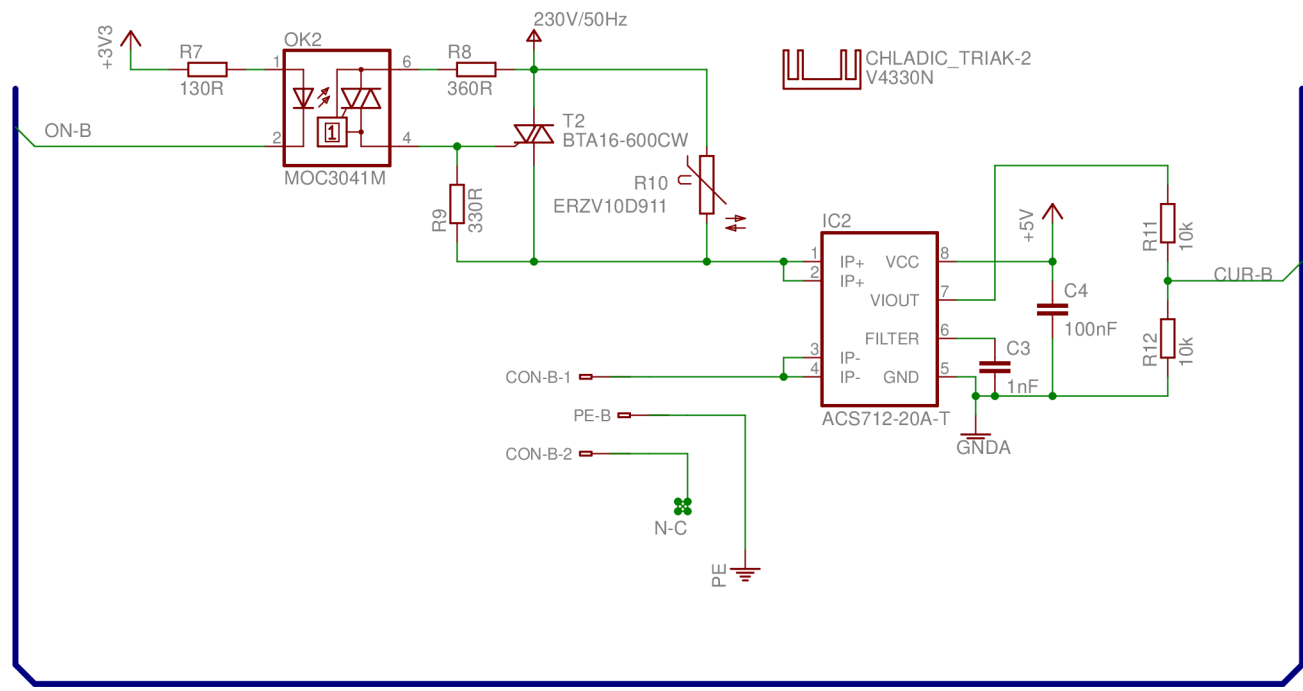 230V/50Hz
+3V3
R7
130R
OK2
1
6
2
4
1
MOC3041M
R8
360R
CHLADIC_TRIAK-2
V4330N
ON-B
T2
BTA16-600CW
R9
330R
R10
ERZV10D911
IC2
1
IP+
VCC
8
2
IP+
VIOUT
7
FILTER
6
3
IP-
4
IP-
GND
5
ACS712-20A-T
+5V
C4
100nF
C3
1nF
GNDA
R11
10k
CUR-B
R12
10k
CON-B-1
PE-B
CON-B-2
N-C
PE